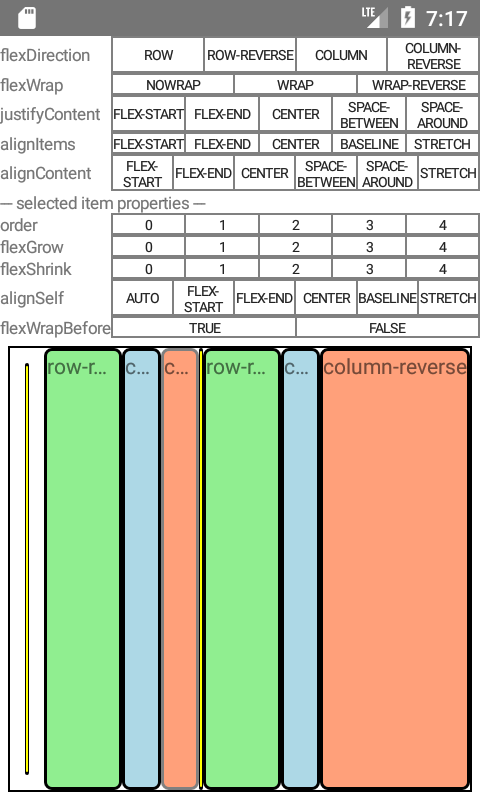 LTE 7:17
flexDirection ROW ROW-REVERSE COLUMN COLUMN-
REVERSE
flexWrap NOWRAP WRAP WRAP-REVERSE
justifyContent FLEX-START FLEX-END CENTER SPACE-
BETWEEN SPACE-
AROUND
alignItems FLEX-START FLEX-END CENTER BASELINE STRETCH
alignContent FLEX-
START FLEX-END CENTER SPACE-
BETWEEN SPACE-
AROUND STRETCH
— selected item properties —
order 0 1 2 3 4
flexGrow 0 1 2 3 4
flexShrink 0 1 2 3 4
alignSelf AUTO FLEX-
START FLEX-END CENTER BASELINE STRETCH
flexWrapBefore TRUE FALSE
row-r... c... c... row-r... c... column-reverse